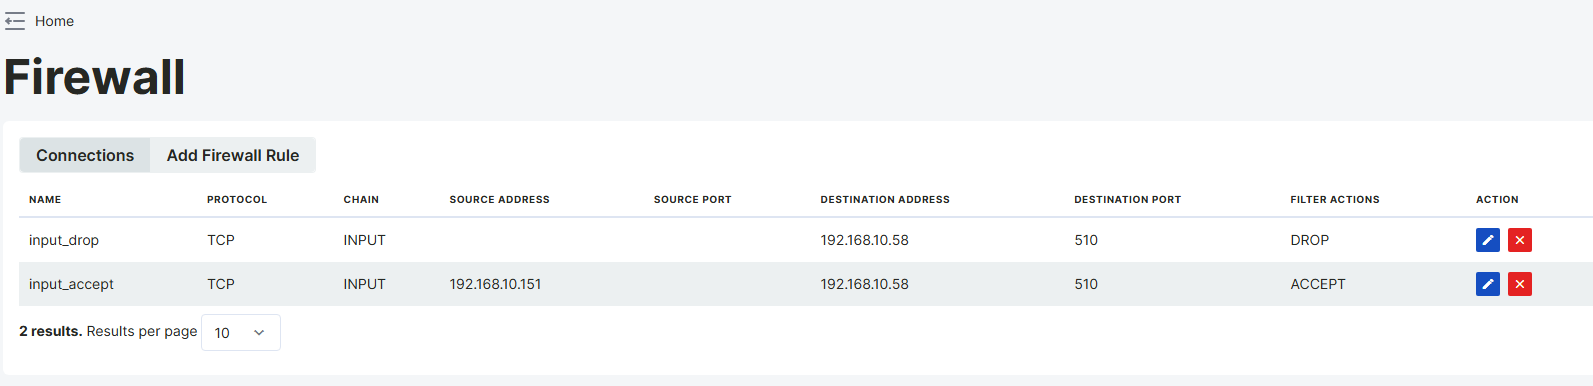 Home
Firewall
Connections Add Firewall Rule
NAME PROTOCOL CHAIN SOURCE ADDRESS SOURCE PORT DESTINATION ADDRESS DESTINATION PORT FILTER ACTIONS ACTION
input_drop TCP INPUT 192.168.10.58 510 DROP
input_accept TCP INPUT 192.168.10.151 192.168.10.58 510 ACCEPT
2 results. Results per page 10